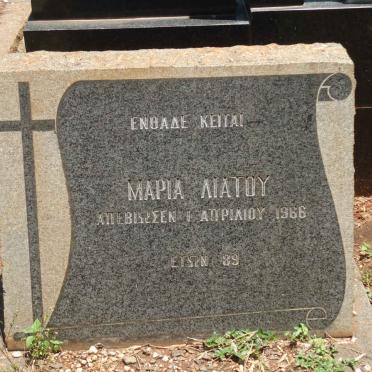 ΕΝΘΑΔΕ ΚΕΙΤΑΙ
ΜΑΡΙΑ ΛΙΑΤΟΥ
ΑΠΕΒΙΩΣΕΝ 1 ΑΠΡΙΛΙΟΥ 1966
ΕΤΩΝ 89